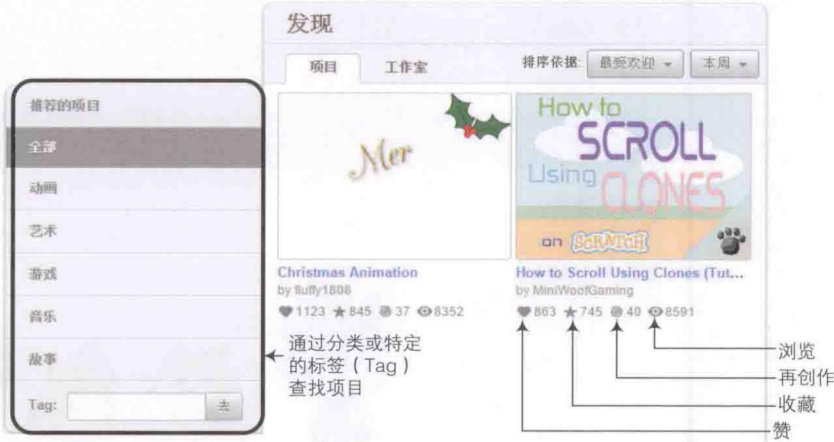 发现
项目 工作室 排序依据: 最受欢迎 本周
推荐的项目
全部
动画
艺术
游戏
音乐
故事
Tag: 去
Mer
How to
SCROLL
Using
CLONES
on SCRATCH
Christmas Animation
by fluffy1808
1123 845 37 8352
How to Scroll Using Clones (Tut...
by MiniWoofGaming
863 745 40 8591
通过分类或特定
的标签（Tag）
查找项目
浏览
再创作
收藏
赞